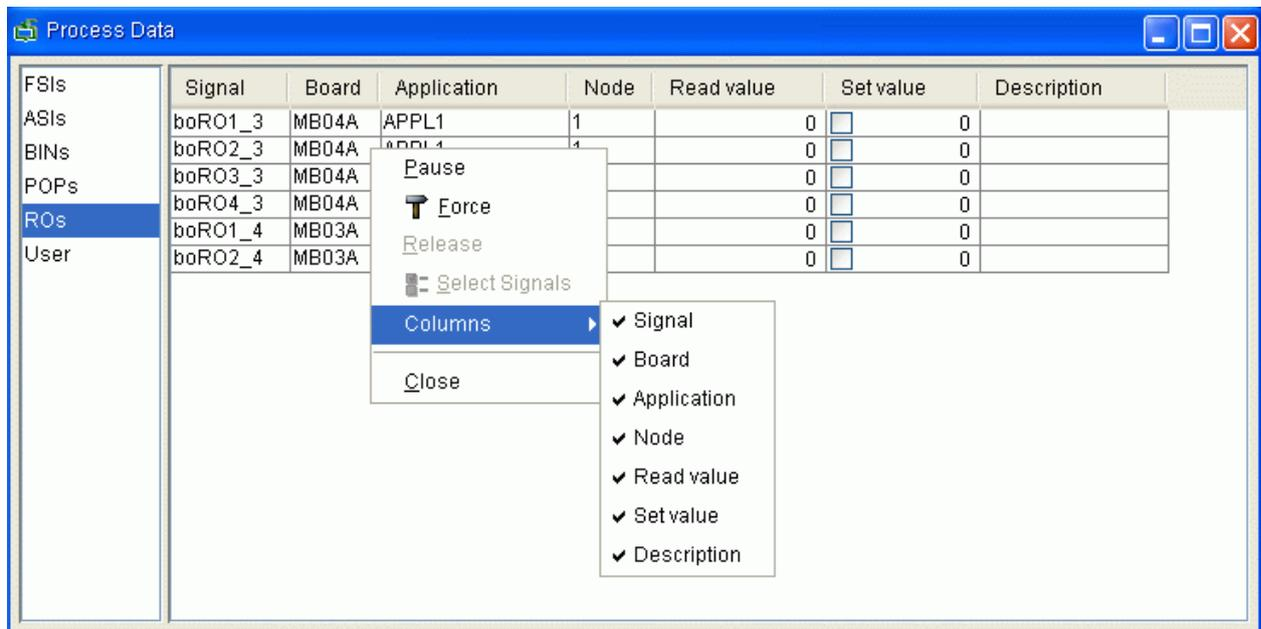 Process Data
FSIs
ASIs
BINs
POPs
ROs
User
Signal Board Application Node Read value Set value Description
boRO1_3 MB04A APPL1 1 0 0
boRO2_3 MB04A APPL1 1 0 0
boRO3_3 MB04A 0 0
boRO4_3 MB04A 0 0
boRO1_4 MB03A 0 0
boRO2_4 MB03A 0 0
Pause
Force
Release
Select Signals
Columns
Close
Signal
Board
Application
Node
Read value
Set value
Description